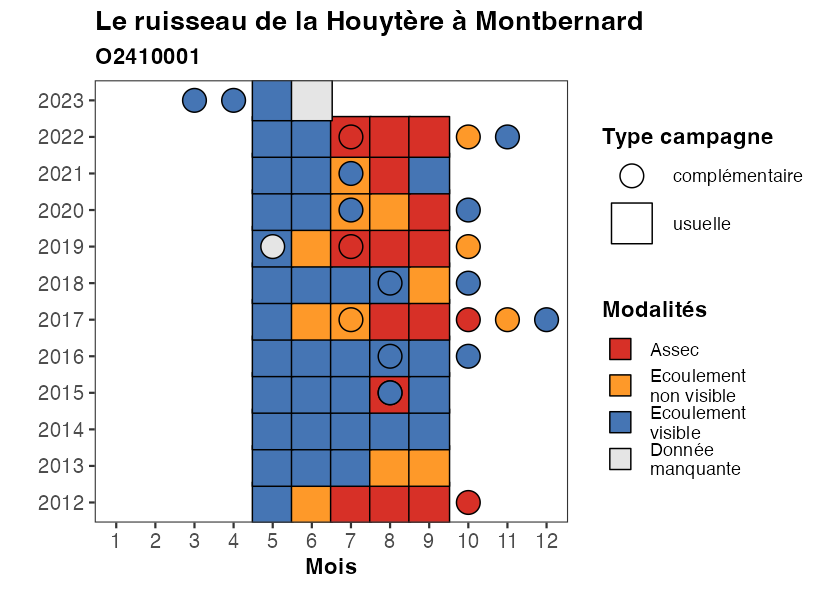 Le ruisseau de la Houytère à Montbernard
O2410001
2023
2022
2021
2020
2019
2018
2017
2016
2015
2014
2013
2012
1 2 3 4 5 6 7 8 9 10 11 12
Mois
Type campagne
complémentaire
usuelle
Modalités
Assec
Ecoulement
non visible
Ecoulement
visible
Donnée
manquante